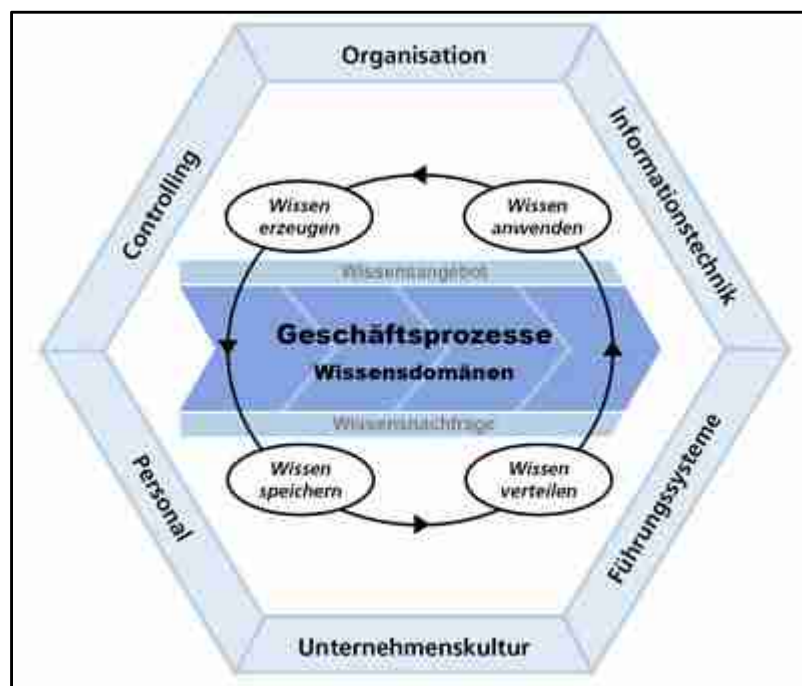 Organisation
Controlling
Informationstechnik
Wissen
erzeugen
Wissen
anwenden
Wissensangebot
Geschäftsprozesse
Wissensdomänen
Wissensnachfrage
Wissen
speichern
Wissen
verteilen
Personal
Führungssysteme
Unternehmenskultur